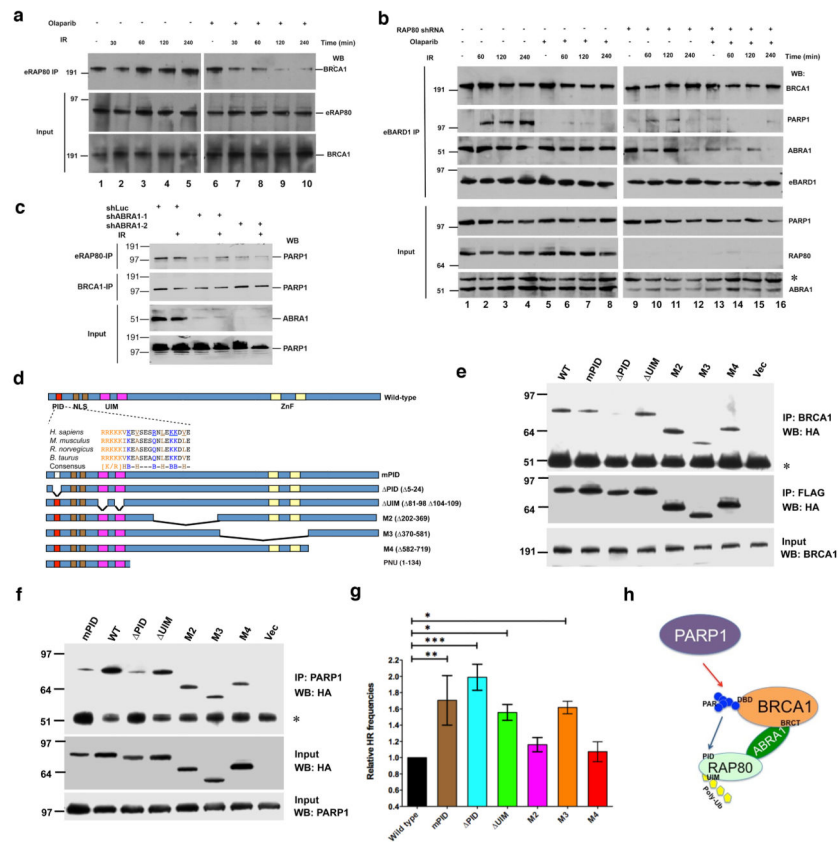 a
Olaparib - - - - - + + + + +
IR - 30 60 120 240 - 30 60 120 240 Time (min)
WB
eRAP80 IP 191 BRCA1
97
eRAP80
Input
191 BRCA1
1 2 3 4 5 6 7 8 9 10
b
RAP80 shRNA - - - - - - - - + + + + + + + +
Olaparib - - - - + + + + - - - - + + + +
IR - 60 120 240 - 60 120 240 - 60 120 240 - 60 120 240 Time (min)
WB:
191 BRCA1
97 PARP1
eBARD1 IP
51 ABRA1
97 eBARD1
PARP1
97
Input RAP80
64
*
51 ABRA1
1 2 3 4 5 6 7 8 9 10 11 12 13 14 15 16
c
shLuc + +
shABRA1-1 + +
shABRA1-2 + +
IR + + + WB
191
eRAP80-IP 97 PARP1
191
BRCA1-IP 97 PARP1
51 ABRA1
Input
191
97 PARP1
d
Wild-type
PID NLS UIM ZnF
H. sapiens
M. musculus
R. norvegicus
B. taurus
Consensus
mPID
ΔPID (Δ5-24)
ΔUIM (Δ81-98 Δ104-109)
M2 (Δ202-369)
M3 (Δ370-581)
M4 (Δ582-719)
PNU (1-134)
e
WT mPID ΔPID ΔUIM M2 M3 M4 Vec
97
IP: BRCA1
64 WB: HA
51 *
97 IP: FLAG
64 WB: HA
Input
191 WB: BRCA1
f
mPID WT ΔPID ΔUIM M2 M3 M4 Vec
97
IP: PARP1
64 WB: HA
51 *
97 Input
64 WB: HA
Input
97 WB: PARP1
g
*
*
***
**
Relative HR frequencies
2.4
2.2
2.0
1.8
1.6
1.4
1.2
1.0
0.8
0.6
0.4
0.2
0.0
Wild type mPID ΔPID ΔUIM M2 M3 M4
h
PARP1
PAR DBD
BRCA1
BRCT
ABRA1
PID
RAP80
UIM
Poly-Ub